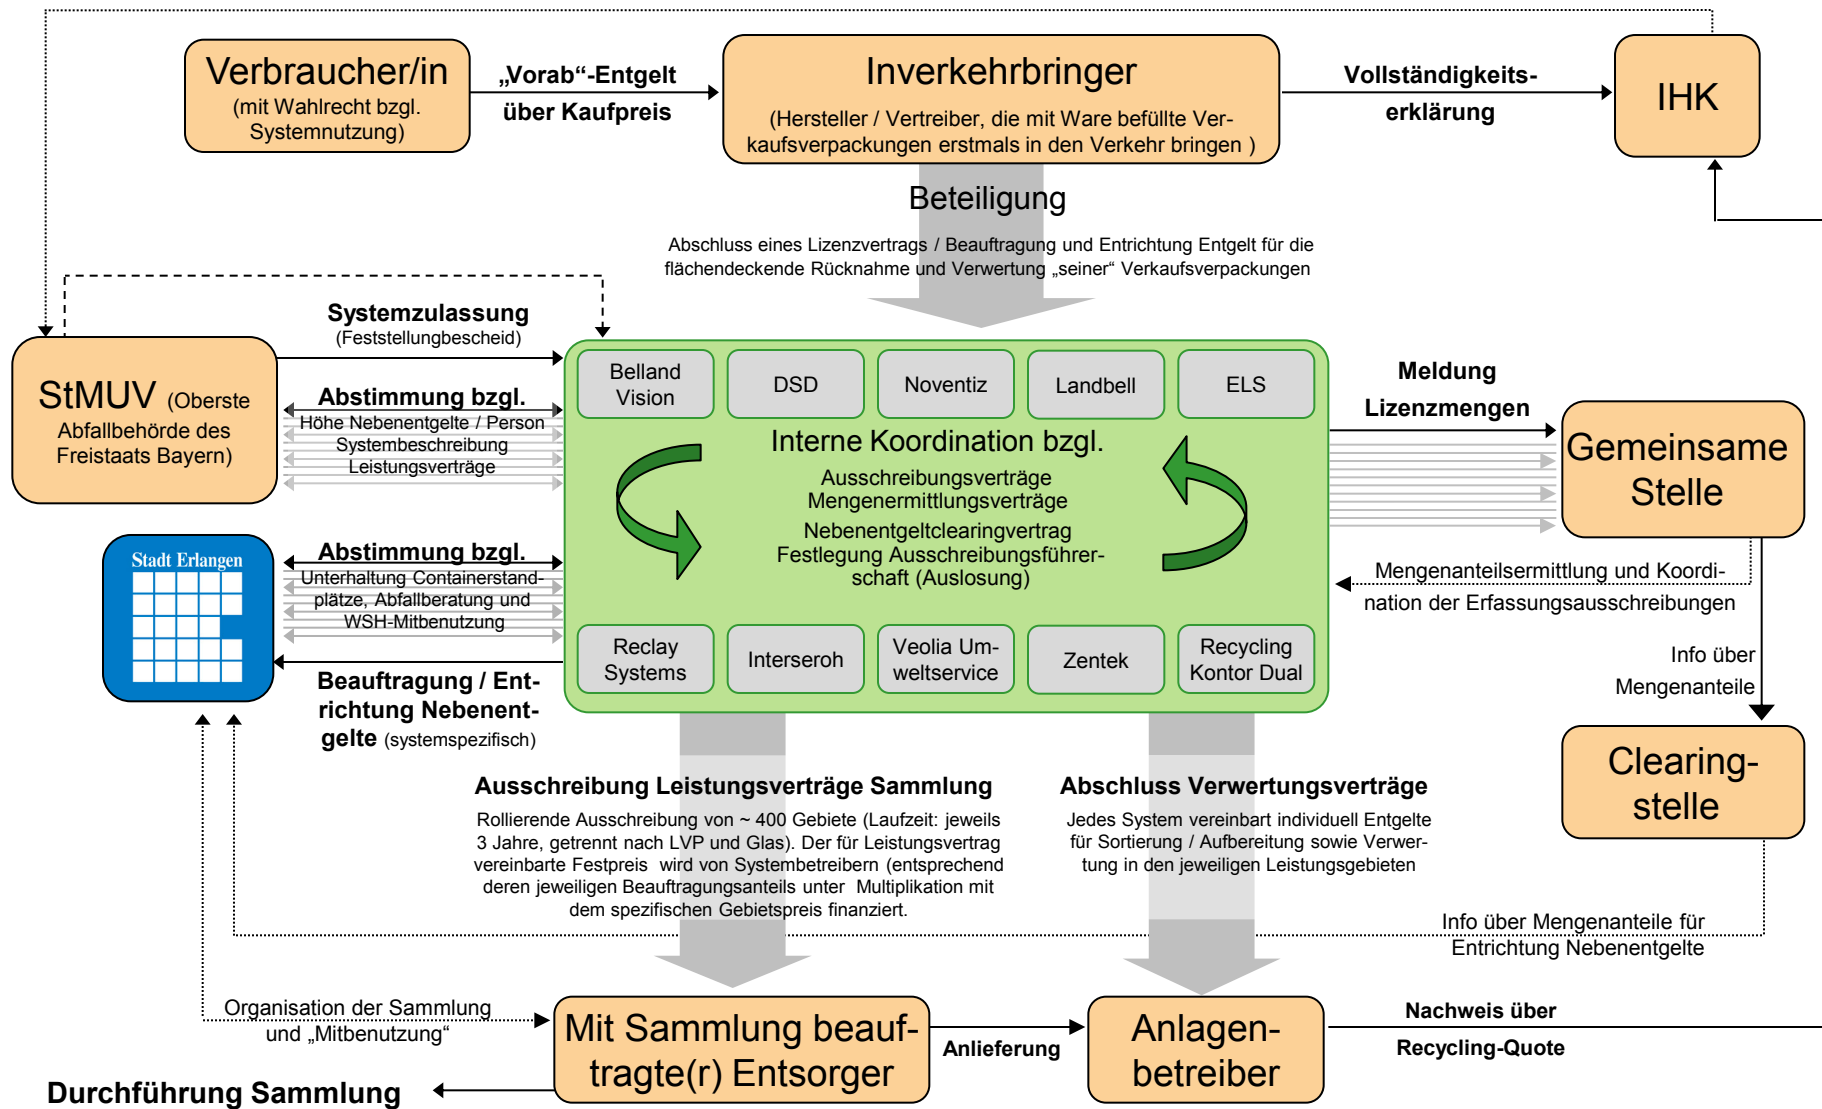 Verbraucher/in
(mit Wahlrecht bzgl.
Systemnutzung)
„Vorab“-Entgelt
über Kaufpreis
Inverkehrbringer
(Hersteller / Vertreiber, die mit Ware befüllte Ver-
kaufsverpackungen erstmals in den Verkehr bringen )
Vollständigkeits-
erklärung
IHK
Beteiligung
Abschluss eines Lizenzvertrags / Beauftragung und Entrichtung Entgelt für die
flächendeckende Rücknahme und Verwertung „seiner“ Verkaufsverpackungen
Systemzulassung
(Feststellungbescheid)
StMUV (Oberste
Abfallbehörde des
Freistaats Bayern)
Abstimmung bzgl.
Höhe Nebenentgelte / Person
Systembeschreibung
Leistungsverträge
Belland
Vision
DSD
Noventiz
Landbell
ELS
Interne Koordination bzgl.
Ausschreibungsverträge
Mengenermittlungsverträge
Nebenentgeltclearingvertrag
Festlegung Ausschreibungsführer-
schaft (Auslosung)
Reclay
Systems
Interseroh
Veolia Um-
weltservice
Zentek
Recycling
Kontor Dual
Meldung
Lizenzmengen
Gemeinsame
Stelle
Mengenanteilsermittlung und Koordi-
nation der Erfassungsausschreibungen
Info über
Mengenanteile
Clearing-
stelle
Stadt Erlangen
Abstimmung bzgl.
Unterhaltung Containerstand-
plätze, Abfallberatung und
WSH-Mitbenutzung
Beauftragung / Ent-
richtung Nebenent-
gelte (systemspezifisch)
Ausschreibung Leistungsverträge Sammlung
Rollierende Ausschreibung von ~ 400 Gebiete (Laufzeit: jeweils
3 Jahre, getrennt nach LVP und Glas). Der für Leistungsvertrag
vereinbarte Festpreis wird von Systembetreibern (entsprechend
deren jeweiligen Beauftragungsanteils unter Multiplikation mit
dem spezifischen Gebietspreis finanziert.
Abschluss Verwertungsverträge
Jedes System vereinbart individuell Entgelte
für Sortierung / Aufbereitung sowie Verwer-
tung in den jeweiligen Leistungsgebieten
Info über Mengenanteile für
Entrichtung Nebenentgelte
Organisation der Sammlung
und „Mitbenutzung“
Mit Sammlung beauf-
tragte(r) Entsorger
Anlieferung
Anlagen-
betreiber
Nachweis über
Recycling-Quote
Durchführung Sammlung